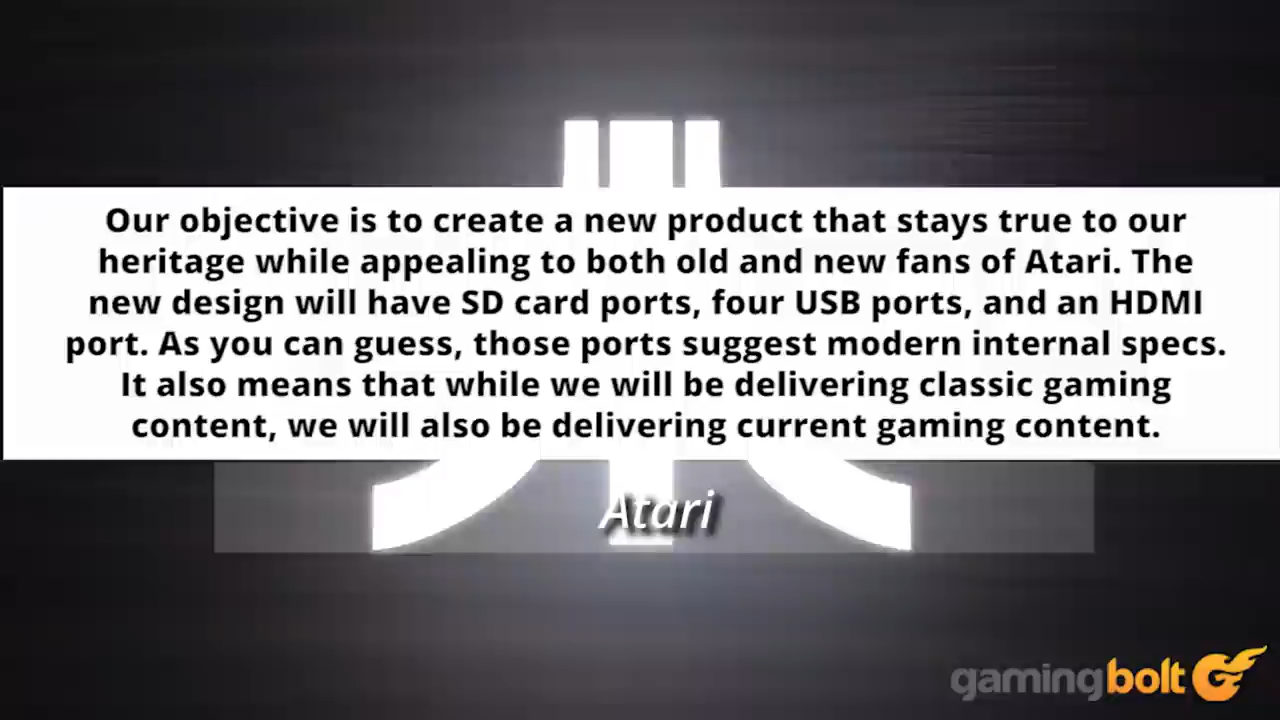 Our objective is to create a new product that stays true to our
heritage while appealing to both old and new fans of Atari. The
new design will have SD card ports, four USB ports, and an HDMI
port. As you can guess, those ports suggest modern internal specs.
It also means that while we will be delivering classic gaming
content, we will also be delivering current gaming content.
Atari
gamingbolt